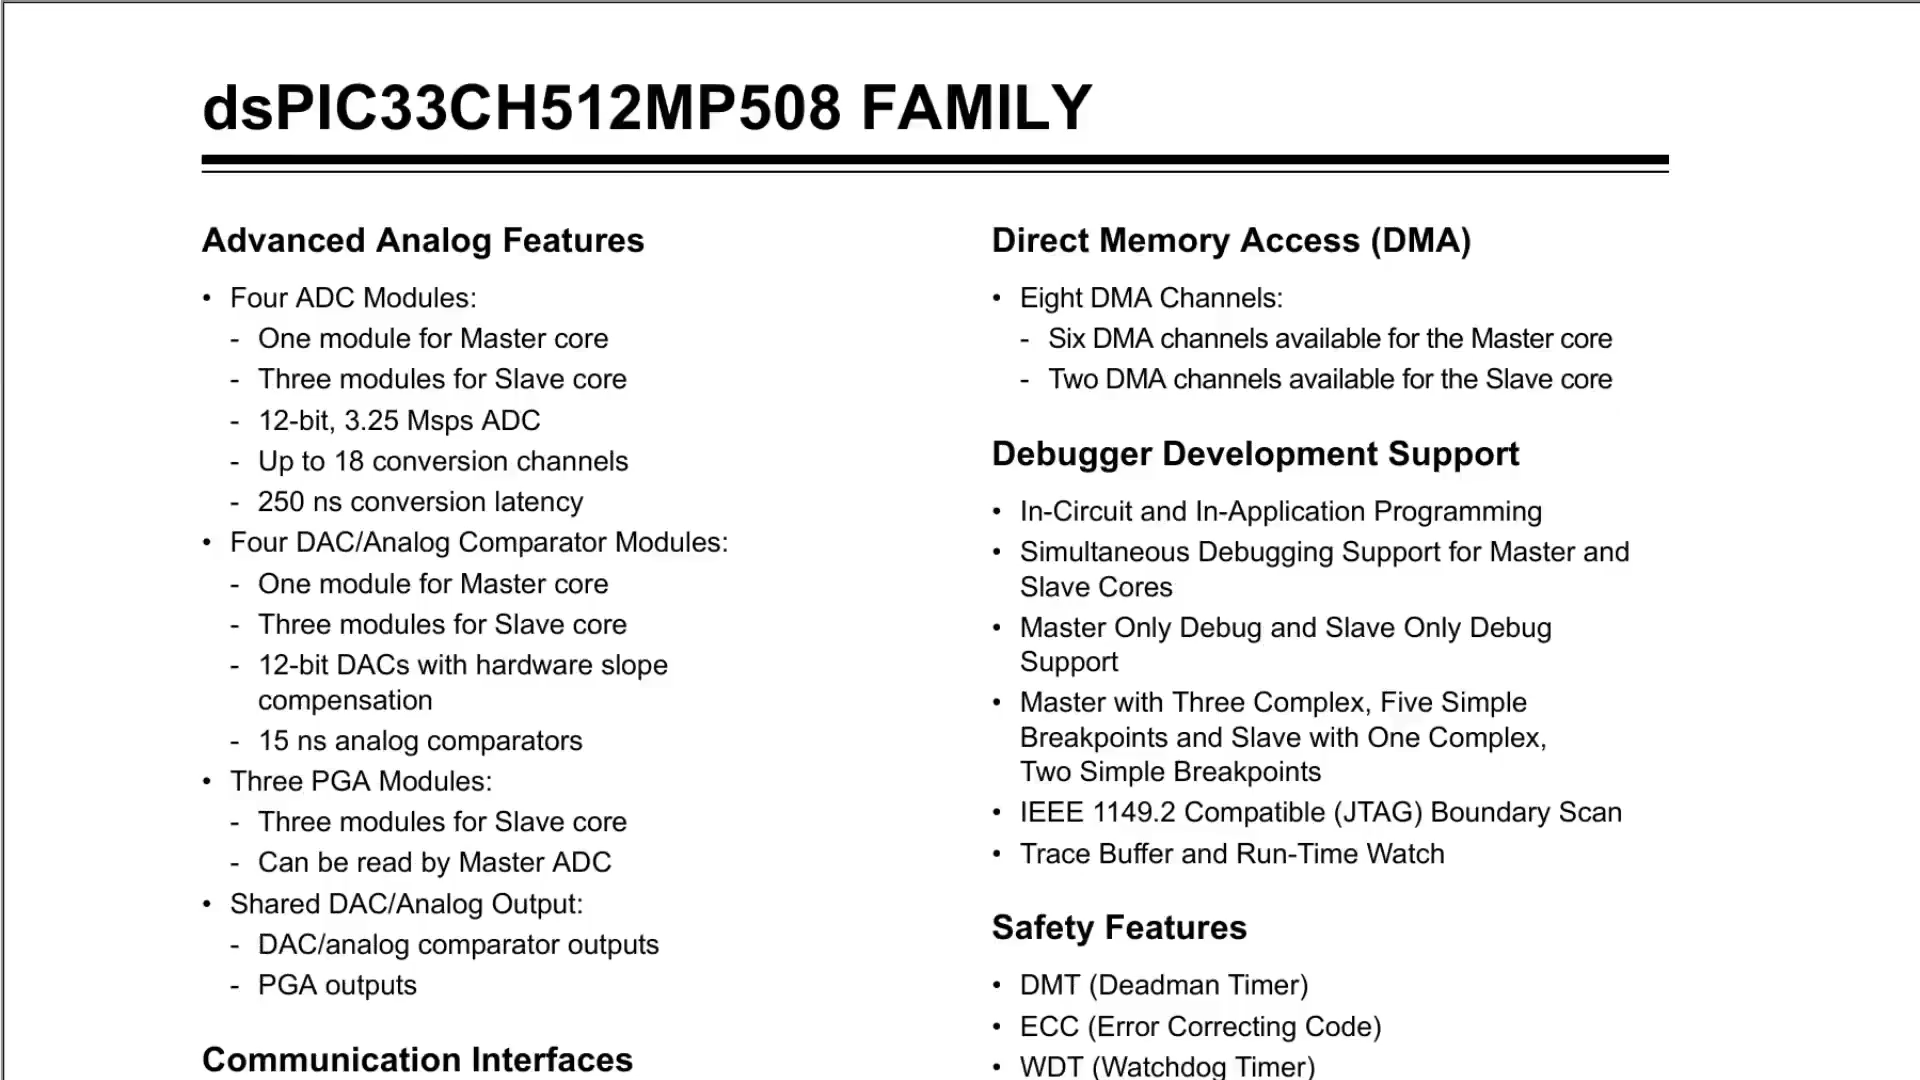 dsPIC33CH512MP508 FAMILY
Advanced Analog Features
• Four ADC Modules:
- One module for Master core
- Three modules for Slave core
- 12-bit, 3.25 Msps ADC
- Up to 18 conversion channels
- 250 ns conversion latency
• Four DAC/Analog Comparator Modules:
- One module for Master core
- Three modules for Slave core
- 12-bit DACs with hardware slope
compensation
- 15 ns analog comparators
• Three PGA Modules:
- Three modules for Slave core
- Can be read by Master ADC
• Shared DAC/Analog Output:
- DAC/analog comparator outputs
- PGA outputs
Communication Interfaces
Direct Memory Access (DMA)
• Eight DMA Channels:
- Six DMA channels available for the Master core
- Two DMA channels available for the Slave core
Debugger Development Support
• In-Circuit and In-Application Programming
• Simultaneous Debugging Support for Master and
Slave Cores
• Master Only Debug and Slave Only Debug
Support
• Master with Three Complex, Five Simple
Breakpoints and Slave with One Complex,
Two Simple Breakpoints
• IEEE 1149.2 Compatible (JTAG) Boundary Scan
• Trace Buffer and Run-Time Watch
Safety Features
• DMT (Deadman Timer)
• ECC (Error Correcting Code)
• WDT (Watchdog Timer)